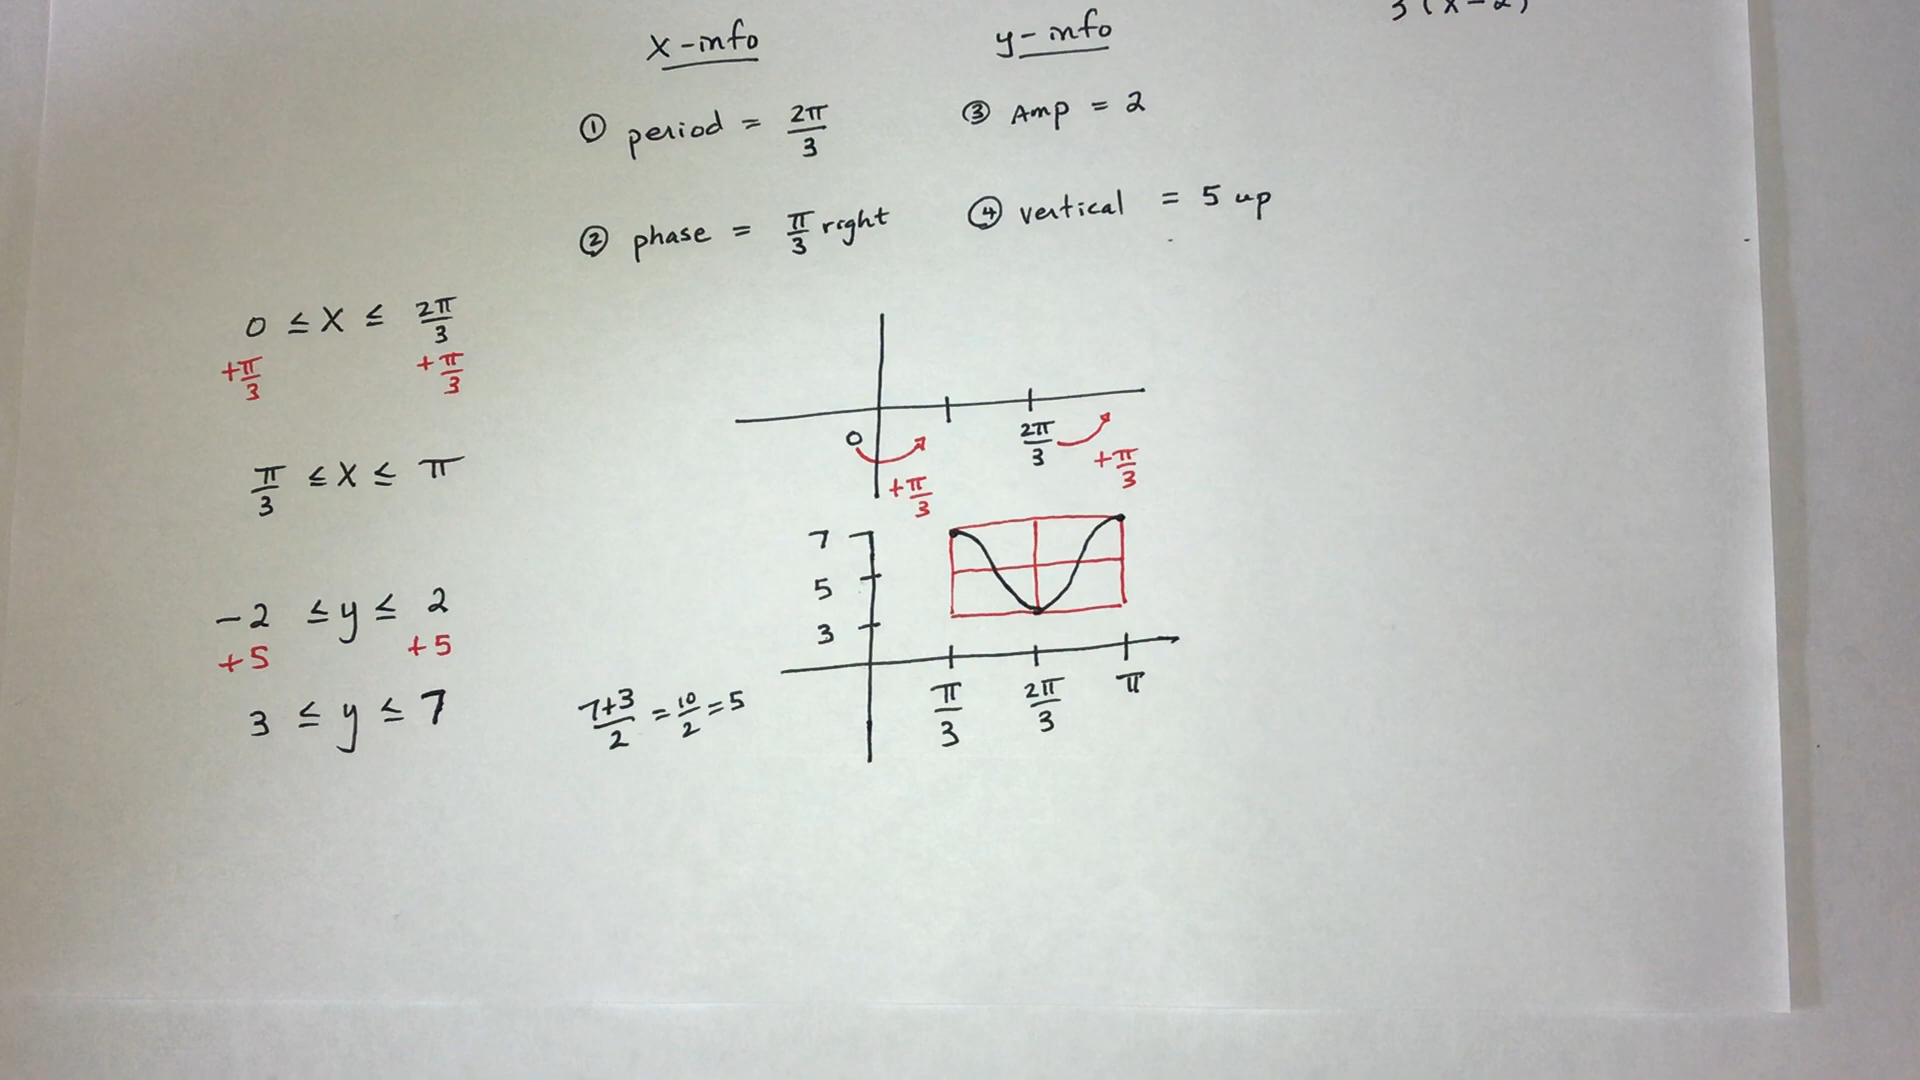 3(x-2)
x-info y-info
① period = 2π/3 ③ Amp = 2
② phase = π/3 right ④ vertical = 5 up
0 ≤ x ≤ 2π/3
+π/3 +π/3
π/3 ≤ x ≤ π
-2 ≤ y ≤ 2
+5 +5
3 ≤ y ≤ 7
(7+3)/2 = 10/2 = 5
0 2π/3
+π/3 +π/3
7
5
3
π/3 2π/3 π